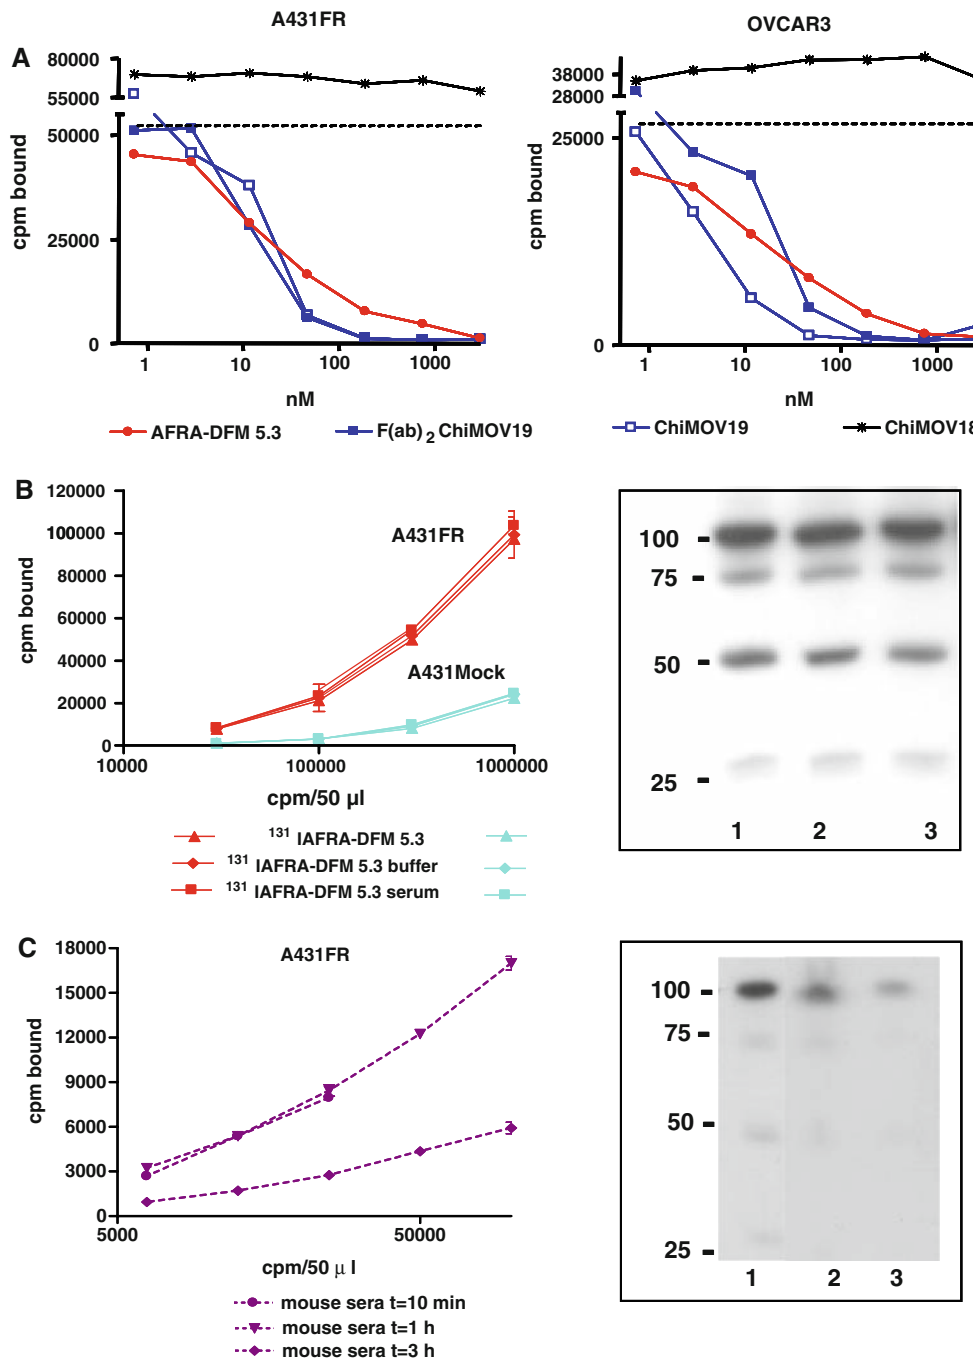 A431FR
OVCAR3
A
80000
55000
50000
25000
0
cpm bound
1
10
100
1000
nM
38000
28000
25000
0
cpm bound
1
10
100
1000
nM
AFRA-DFM 5.3
F(ab)2 ChiMOV19
ChiMOV19
ChiMOV18
B
120000
100000
80000
60000
40000
20000
0
cpm bound
A431FR
A431Mock
10000
100000
1000000
cpm/50 µl
131 IAFRA-DFM 5.3
131 IAFRA-DFM 5.3 buffer
131 IAFRA-DFM 5.3 serum
100
75
50
25
1 2 3
C
18000
15000
12000
9000
6000
3000
0
cpm bound
A431FR
5000
50000
cpm/50 µ l
mouse sera t=10 min
mouse sera t=1 h
mouse sera t=3 h
100
75
50
25
1 2 3